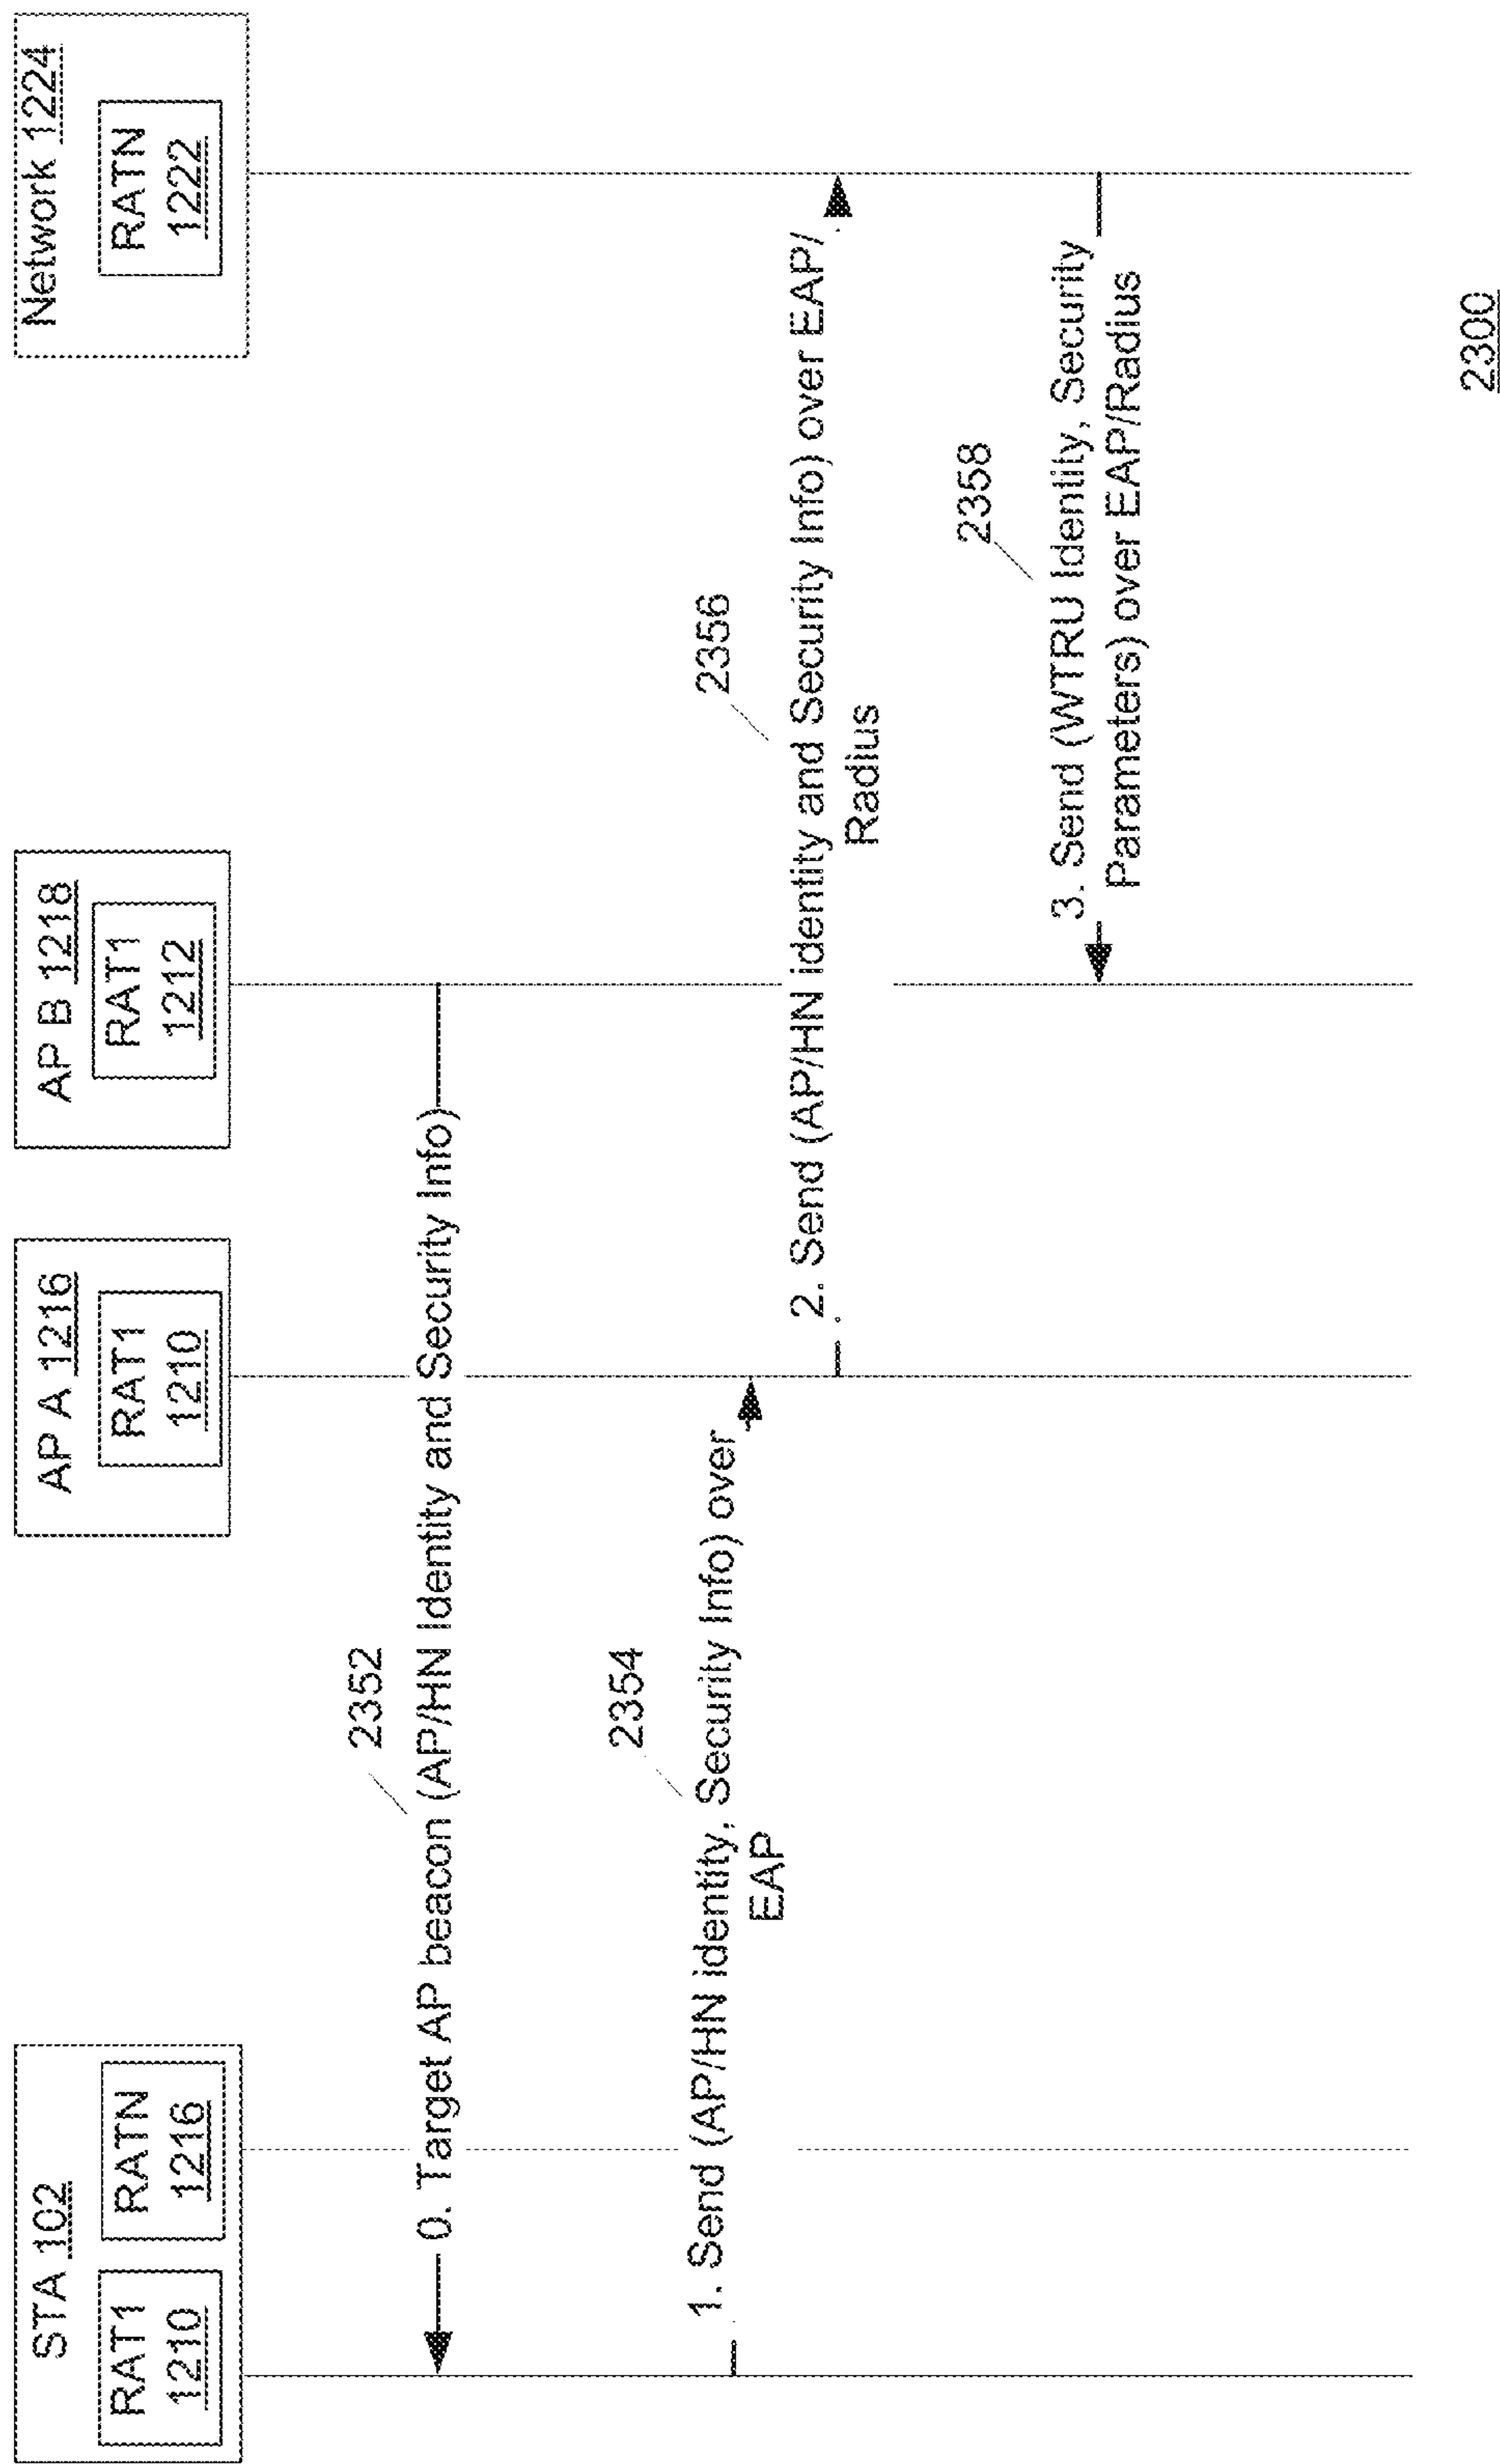 STA 102
RAT1
1210
RATN
1216
AP A 1216
RAT1
1210
AP B 1218
RAT1
1212
Network 1224
RATN
1222
2352
0. Target AP beacon (AP/HN Identity and Security Info)
2354
1. Send (AP/HN identity, Security Info) over
EAP
2356
2. Send (AP/HN identity and Security Info) over EAP/
Radius
2358
3. Send (WTRU Identity, Security
Parameters) over EAP/Radius
2300